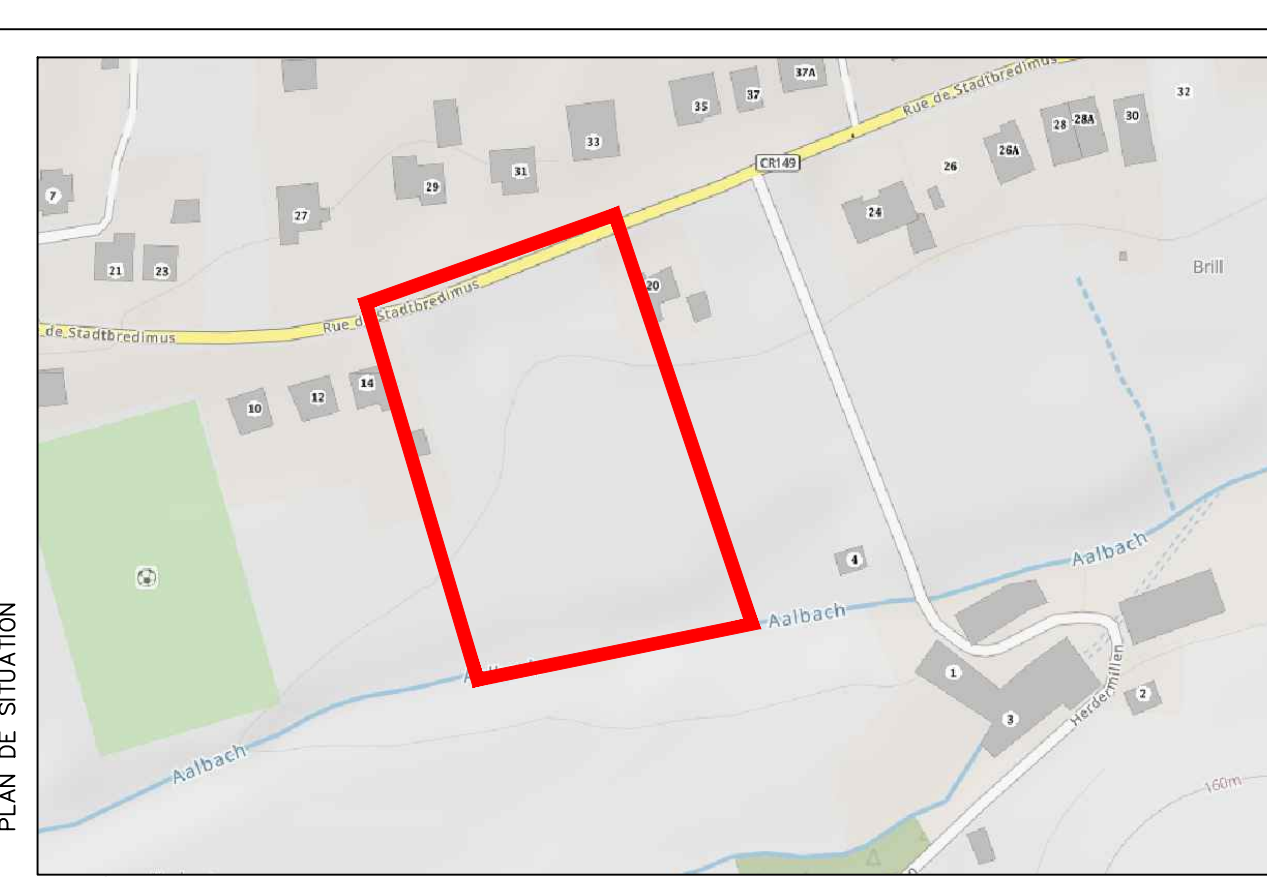 PLAN DE SITUATION
37A
Rue de Stadtbredimus
35
37
32
33
28
28A
30
CR149
26A
26
31
29
7
27
24
21
23
20
Brill
Rue de Stadtbredimus
de Stadtbredimus
14
12
10
4
Aalbach
Aalbach
1
3
2
Herdermillen
Aalbach
160m